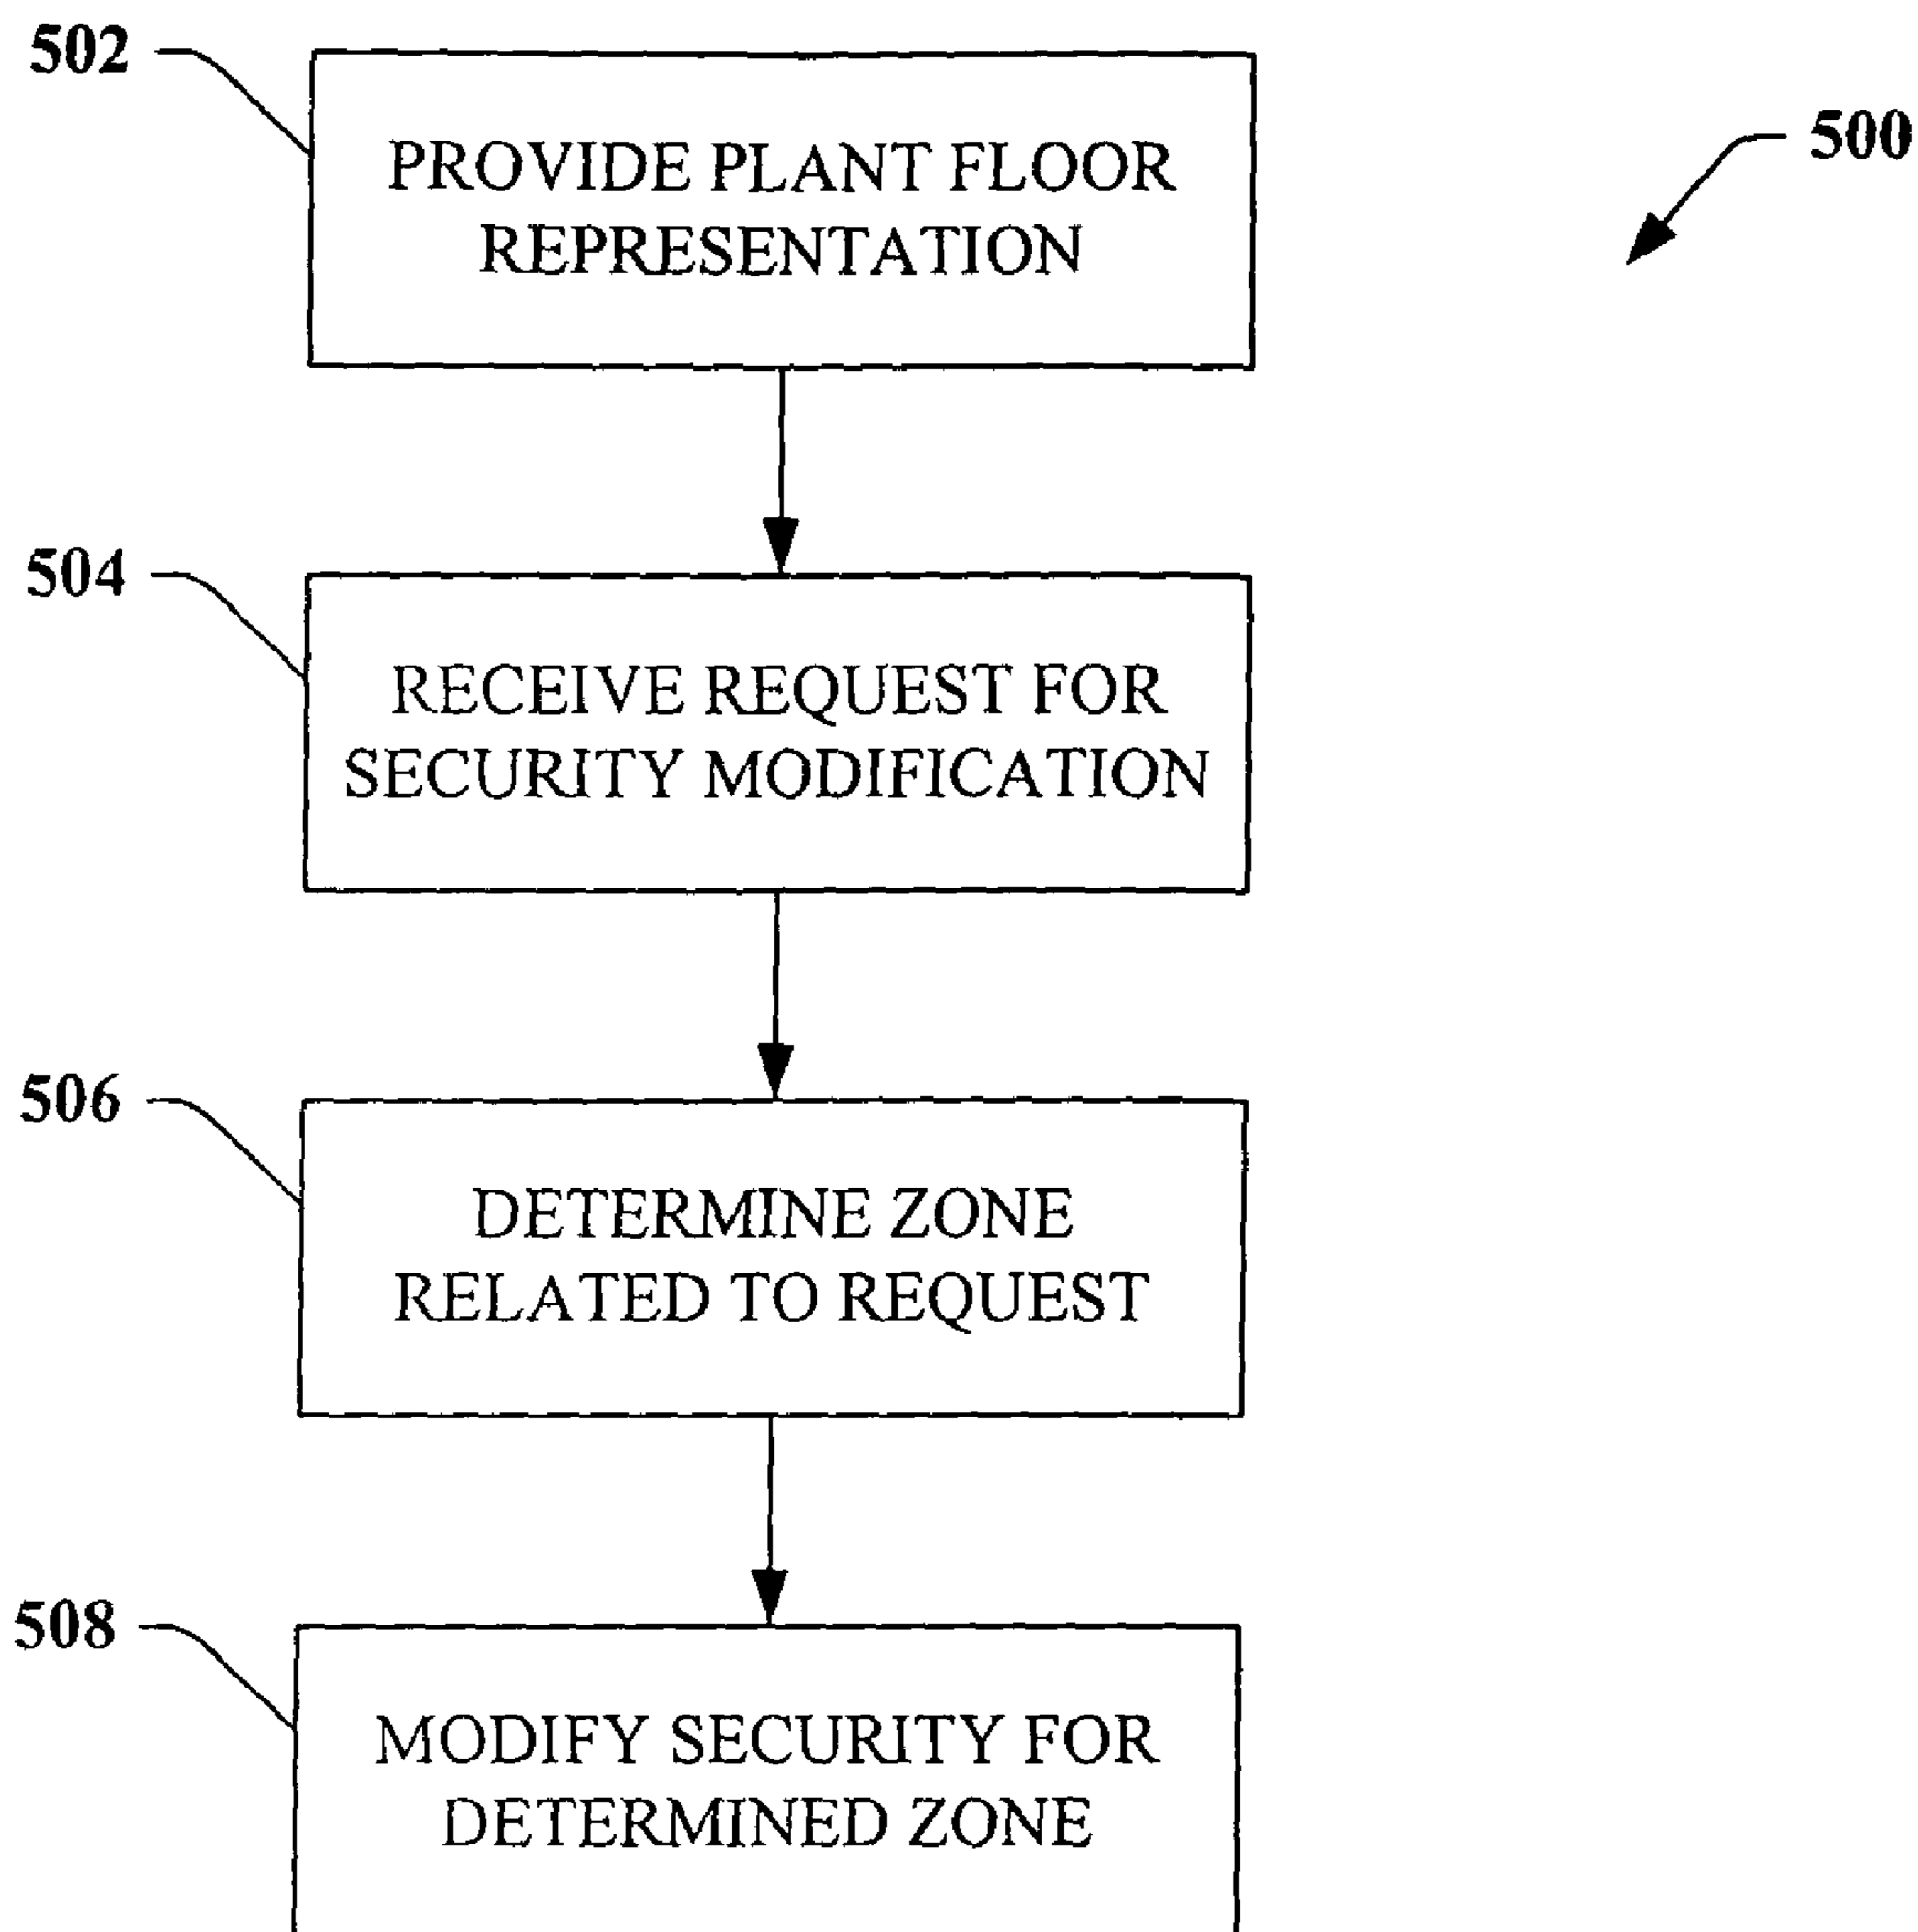 502
PROVIDE PLANT FLOOR
REPRESENTATION
500
504
RECEIVE REQUEST FOR
SECURITY MODIFICATION
506
DETERMINE ZONE
RELATED TO REQUEST
508
MODIFY SECURITY FOR
DETERMINED ZONE